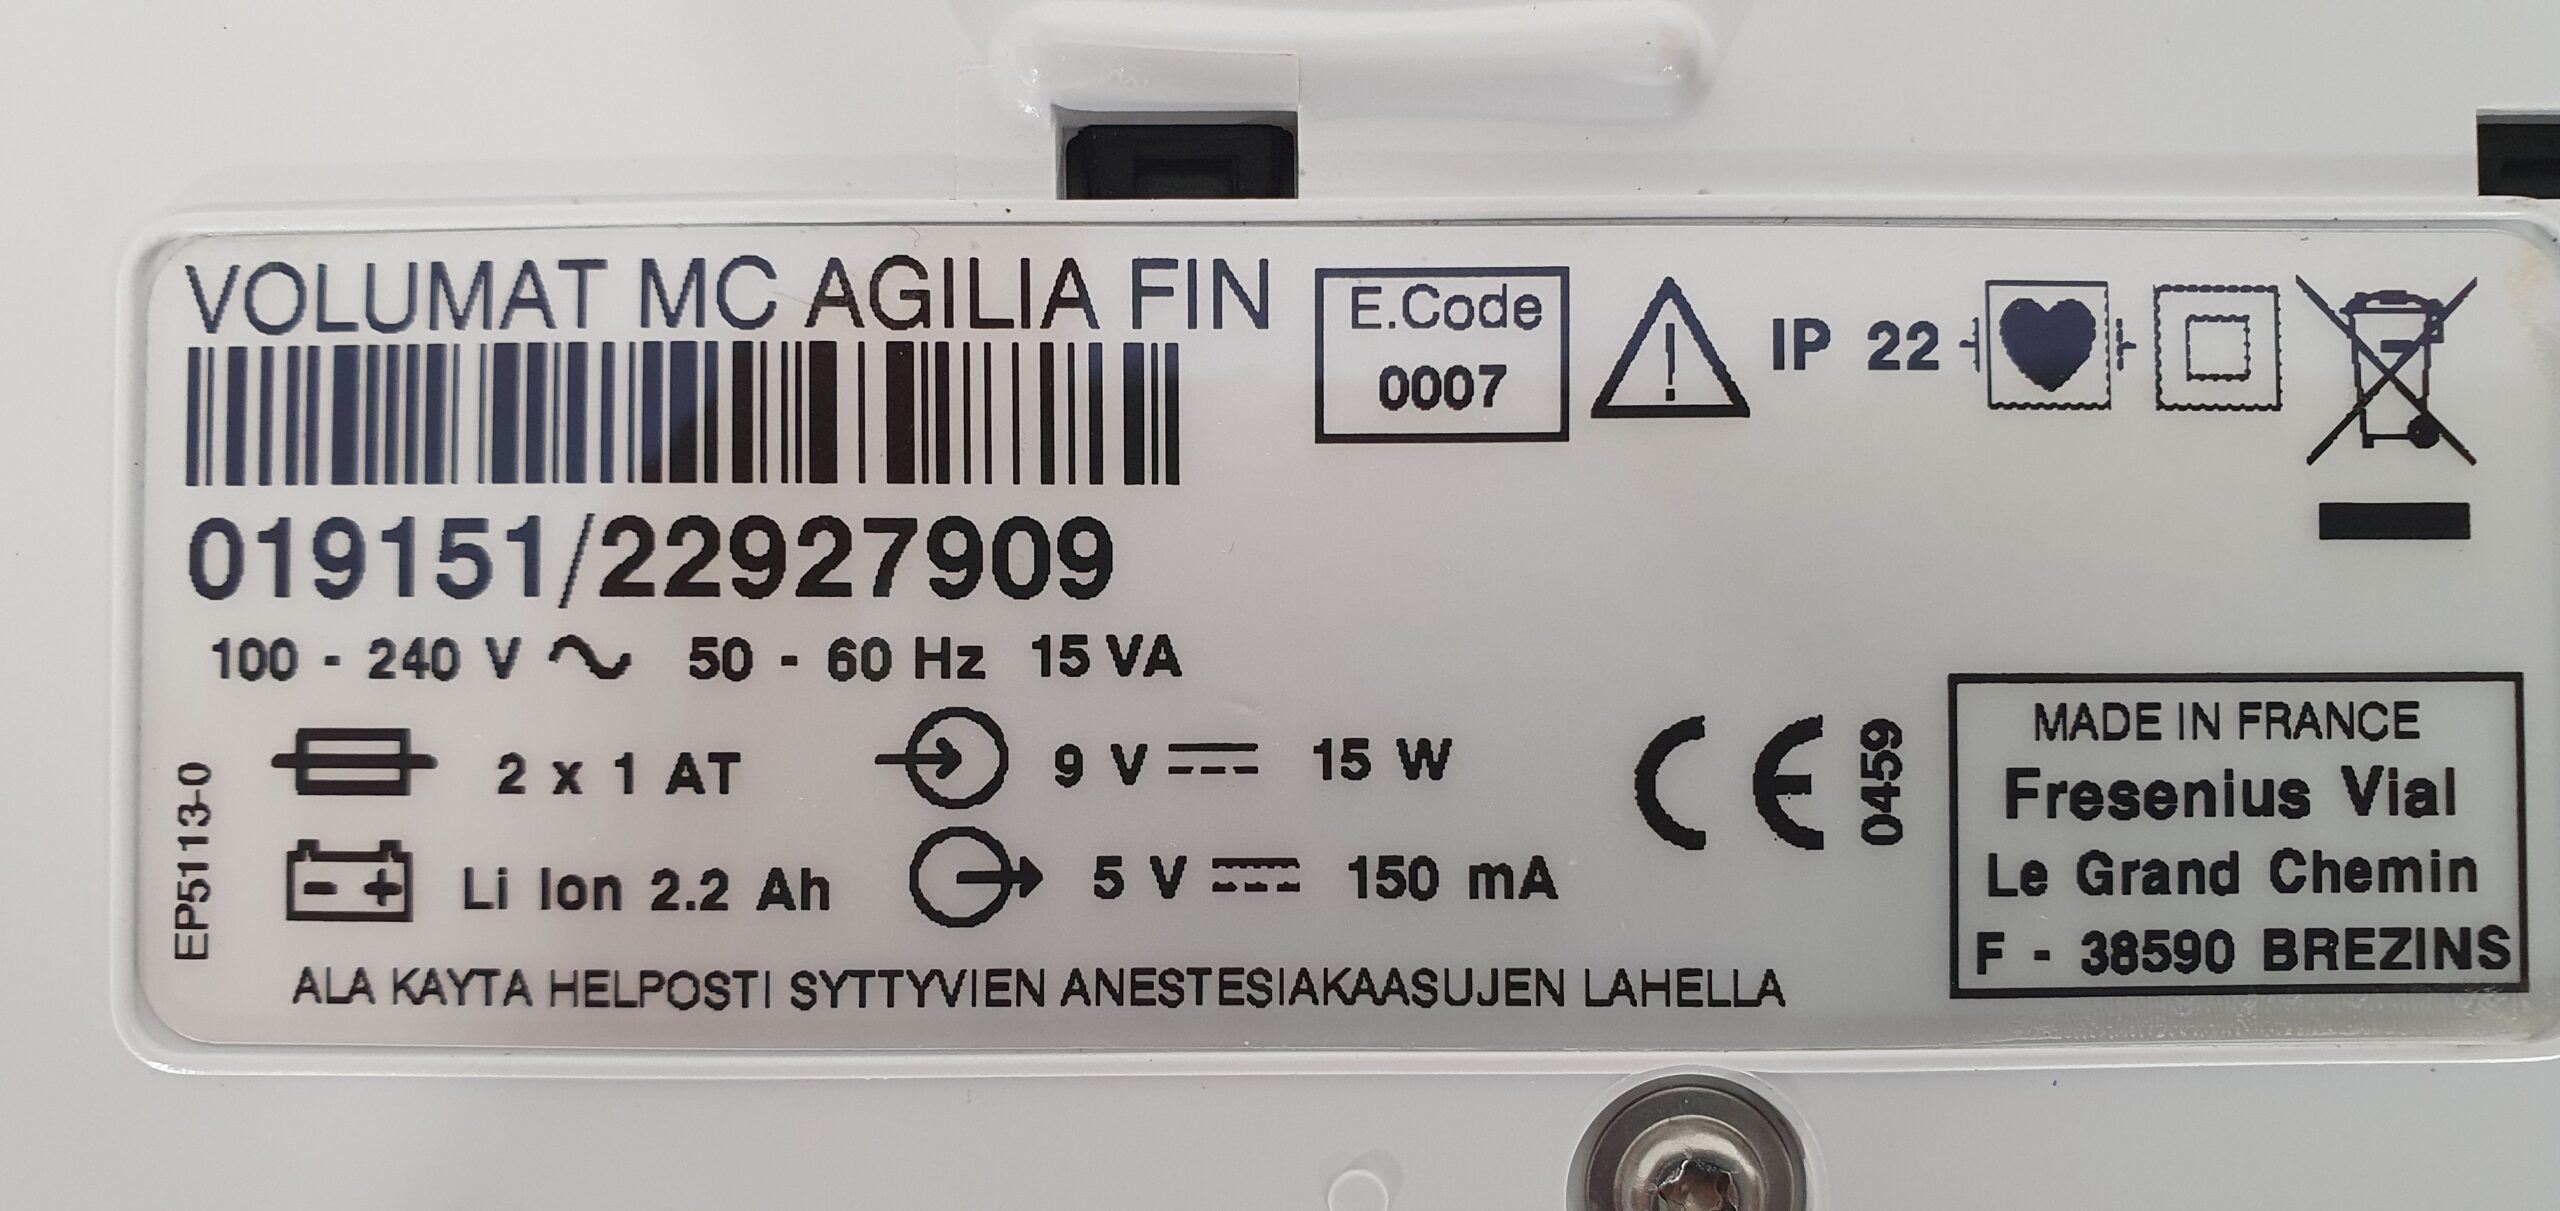 VOLUMAT MC AGILIA FIN
E.Code
0007
IP 22
019151/22927909
100 - 240 V 50 - 60 Hz 15 VA
2 x 1 AT
9 V 15 W
Li Ion 2.2 Ah
5 V 150 mA
EP5113-0
ALA KAYTA HELPOSTI SYTTYVIEN ANESTESIAKAASUJEN LAHELLA
CE 0459
MADE IN FRANCE
Fresenius Vial
Le Grand Chemin
F - 38590 BREZINS